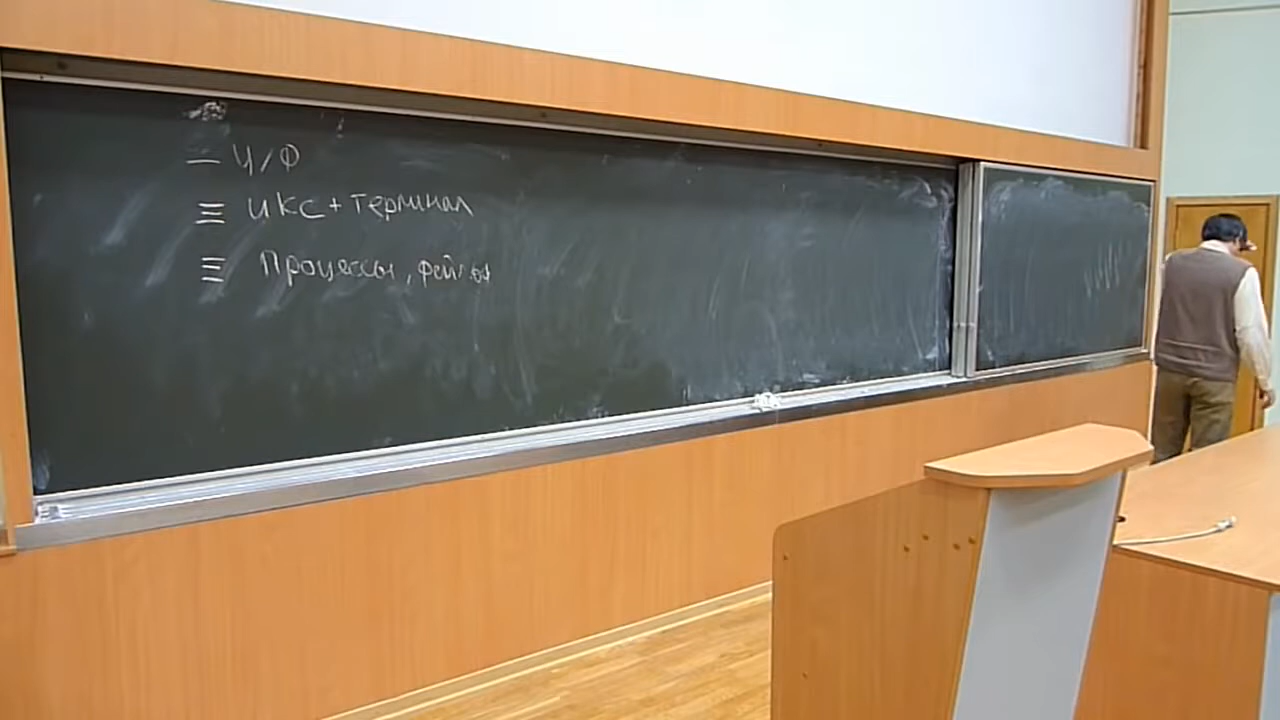 — Ч/Ф
≡ ИКС + терминал
≡ Процессы, файлы